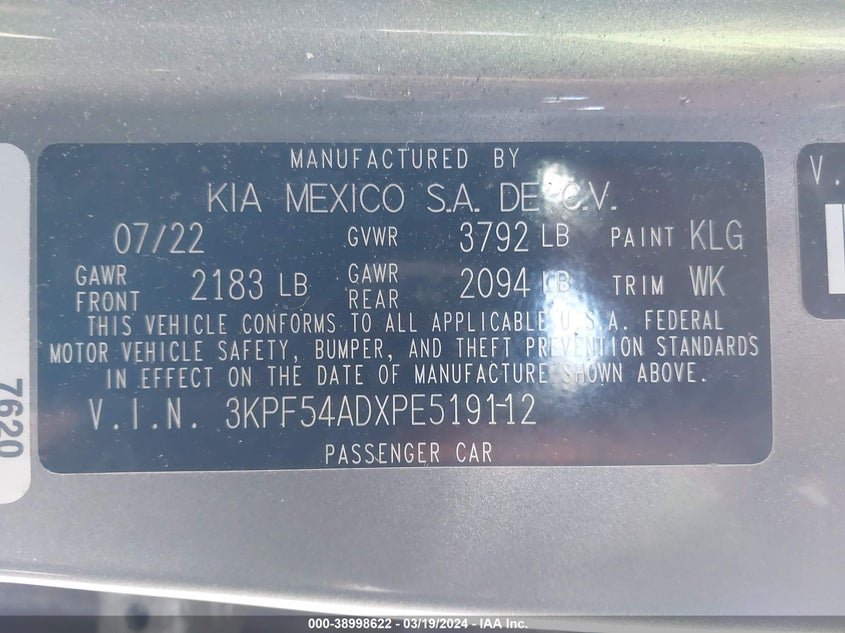 MANUFACTURED BY
KIA MEXICO S.A. DE C.V.
07/22 GVWR 3792 LB PAINT KLG
GAWR FRONT 2183 LB GAWR REAR 2094 LB TRIM WK
THIS VEHICLE CONFORMS TO ALL APPLICABLE U.S.A. FEDERAL
MOTOR VEHICLE SAFETY, BUMPER, AND THEFT PREVENTION STANDARDS
IN EFFECT ON THE DATE OF MANUFACTURE SHOWN ABOVE.
V.I.N. 3KPF54ADXPE519112
PASSENGER CAR
7620
V.
000-38998622 - 03/19/2024 - IAA Inc.